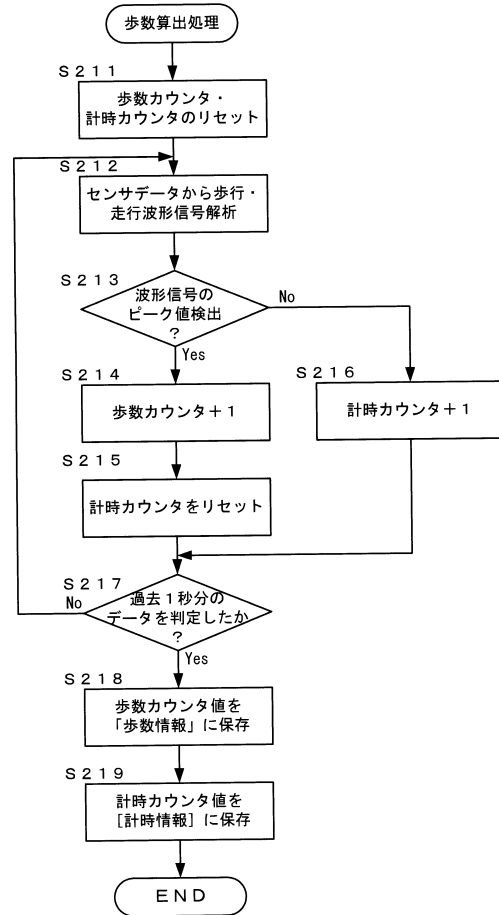 歩数算出処理
S211
歩数カウンタ・
計時カウンタのリセット
S212
センサデータから歩行・
走行波形信号解析
S213
波形信号の
ピーク値検出
?
No
Yes
S214
歩数カウンタ+1
S216
計時カウンタ+1
S215
計時カウンタをリセット
S217
No
過去1秒分の
データを判定したか
?
Yes
S218
歩数カウンタ値を
「歩数情報」に保存
S219
計時カウンタ値を
[計時情報]に保存
END